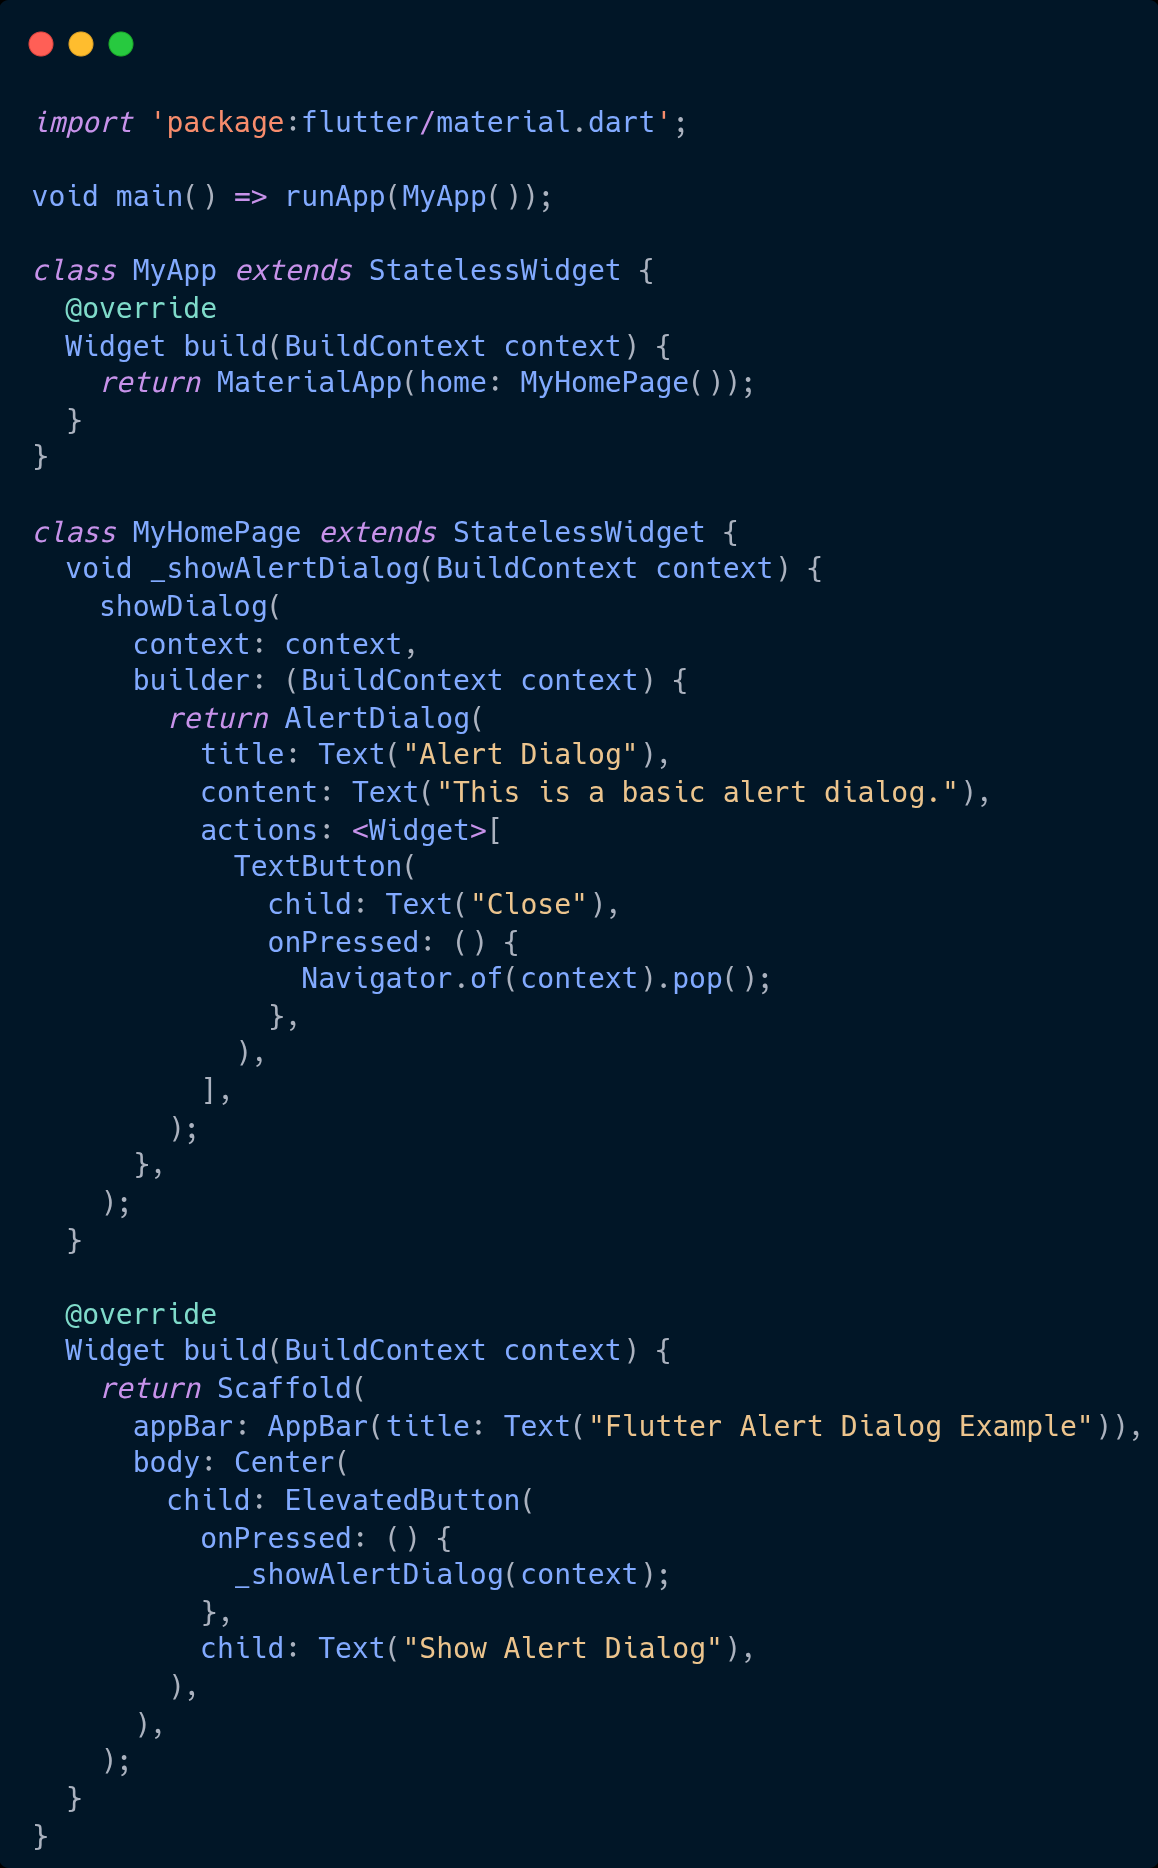 import 'package:flutter/material.dart';

void main() => runApp(MyApp());

class MyApp extends StatelessWidget {
  @override
  Widget build(BuildContext context) {
    return MaterialApp(home: MyHomePage());
  }
}

class MyHomePage extends StatelessWidget {
  void _showAlertDialog(BuildContext context) {
    showDialog(
      context: context,
      builder: (BuildContext context) {
        return AlertDialog(
          title: Text("Alert Dialog"),
          content: Text("This is a basic alert dialog."),
          actions: <Widget>[
            TextButton(
              child: Text("Close"),
              onPressed: () {
                Navigator.of(context).pop();
              },
            ),
          ],
        );
      },
    );
  }

  @override
  Widget build(BuildContext context) {
    return Scaffold(
      appBar: AppBar(title: Text("Flutter Alert Dialog Example")),
      body: Center(
        child: ElevatedButton(
          onPressed: () {
            _showAlertDialog(context);
          },
          child: Text("Show Alert Dialog"),
        ),
      ),
    );
  }
}